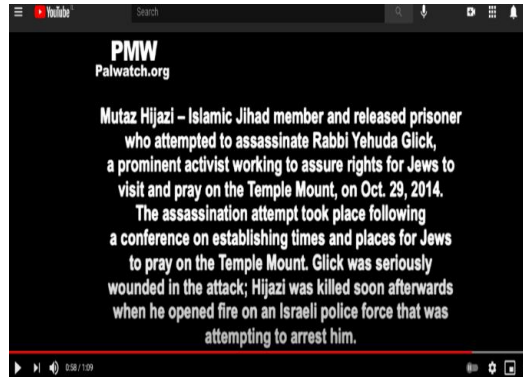 YouTube
Search
PMW
Palwatch.org
Mutaz Hijazi – Islamic Jihad member and released prisoner
who attempted to assassinate Rabbi Yehuda Glick,
a prominent activist working to assure rights for Jews to
visit and pray on the Temple Mount, on Oct. 29, 2014.
The assassination attempt took place following
a conference on establishing times and places for Jews
to pray on the Temple Mount. Glick was seriously
wounded in the attack; Hijazi was killed soon afterwards
when he opened fire on an Israeli police force that was
attempting to arrest him.
0:58 / 1:09